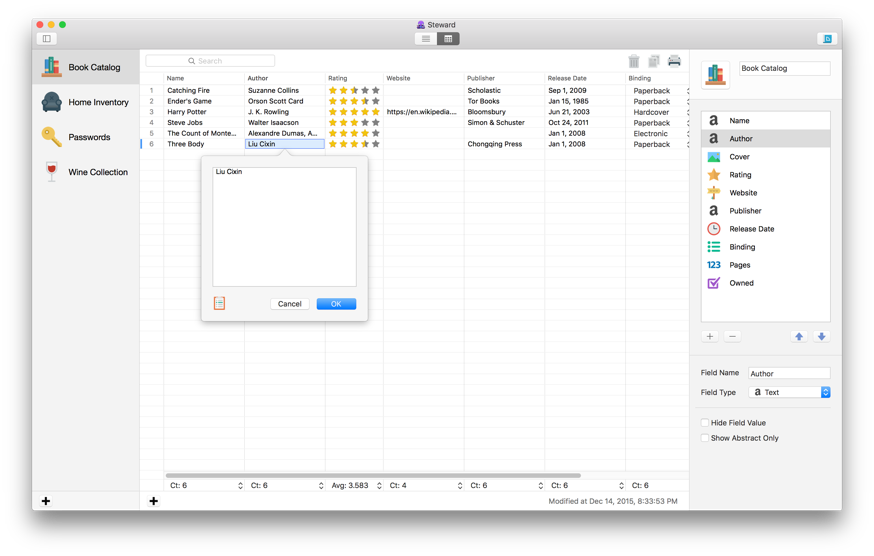 Steward
Search
Book Catalog
Home Inventory
Passwords
Wine Collection
Name Author Rating Website Publisher Release Date Binding
1 Catching Fire Suzanne Collins Scholastic Sep 1, 2009 Paperback
2 Ender's Game Orson Scott Card Tor Books Jan 15, 1985 Paperback
3 Harry Potter J. K. Rowling https://en.wikipedia.... Bloomsbury Jun 21, 2003 Hardcover
4 Steve Jobs Walter Isaacson Simon & Schuster Oct 24, 2011 Paperback
5 The Count of Monte... Alexandre Dumas, A... Jan 1, 2008 Electronic
6 Three Body Liu Cixin Chongqing Press Jan 1, 2008 Paperback
Liu Cixin
Cancel OK
Ct: 6 Ct: 6 Avg: 3.583 Ct: 4 Ct: 6 Ct: 6 Ct: 6
Modified at Dec 14, 2015, 8:33:53 PM
Book Catalog
a Name
a Author
Cover
Rating
Website
a Publisher
Release Date
Binding
123 Pages
Owned
Field Name Author
Field Type a Text
Hide Field Value
Show Abstract Only